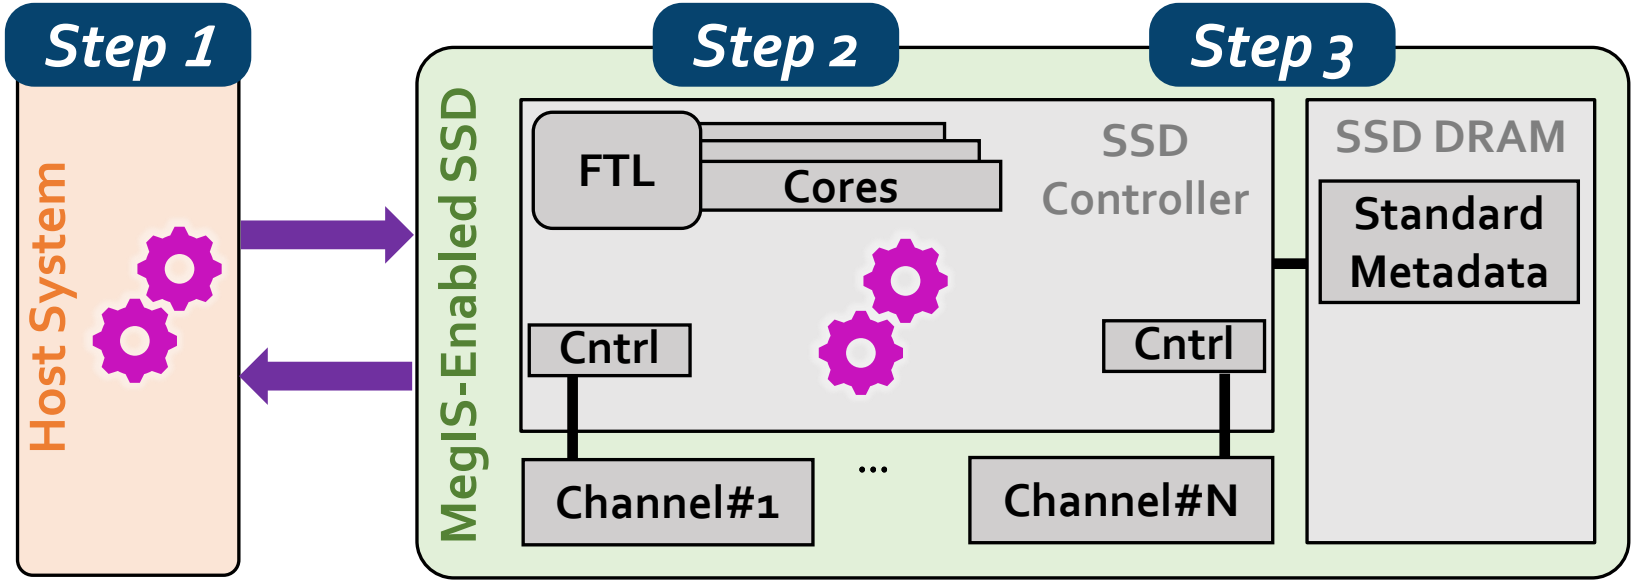 Step 1
Step 2
Step 3
Host System
MegIS-Enabled SSD
FTL
Cores
SSD
Controller
SSD DRAM
Standard
Metadata
Cntrl
Cntrl
Channel#1
...
Channel#N